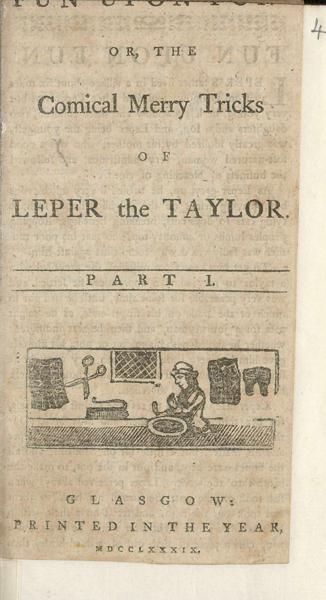 FUN UPON FUN
OR, THE
Comical Merry Tricks
OF
LEPER the TAYLOR.
PART I.
GLASGOW:
PRINTED IN THE YEAR,
MDCCLXXXIX.
4